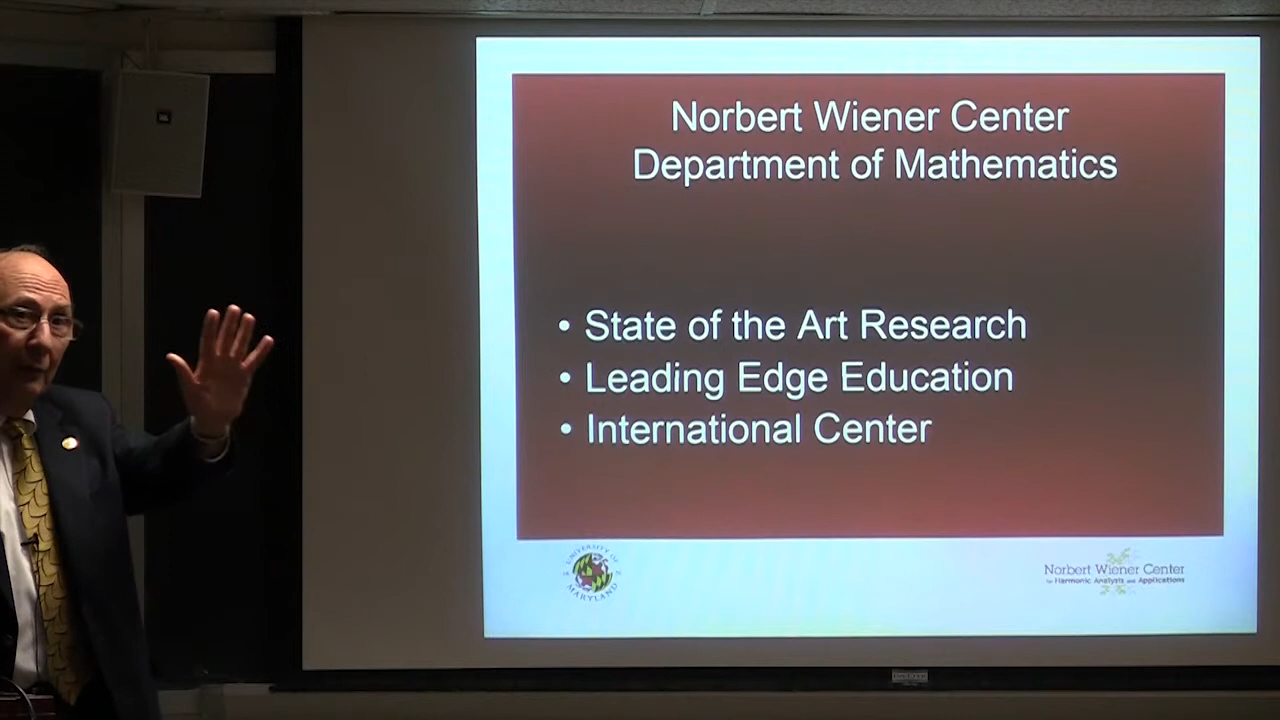 Norbert Wiener Center
Department of Mathematics
• State of the Art Research
• Leading Edge Education
• International Center
UNIVERSITY OF
MARYLAND
Norbert Wiener Center
for Harmonic Analysis and Applications